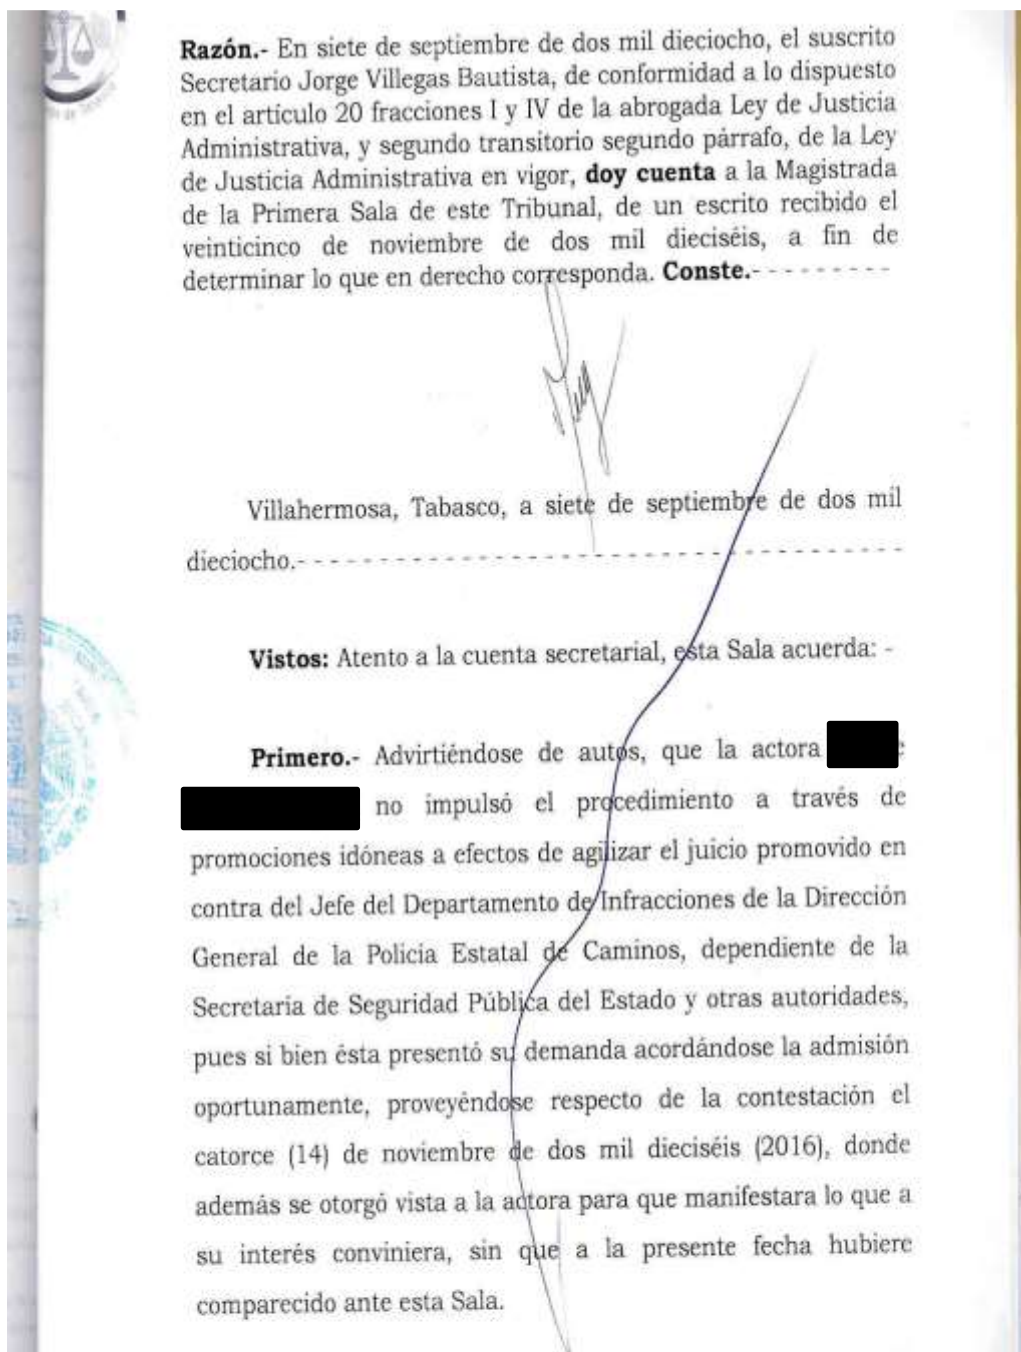 Razón.- En siete de septiembre de dos mil dieciocho, el suscrito
Secretario Jorge Villegas Bautista, de conformidad a lo dispuesto
en el artículo 20 fracciones I y IV de la abrogada Ley de Justicia
Administrativa, y segundo transitorio segundo párrafo, de la Ley
de Justicia Administrativa en vigor, doy cuenta a la Magistrada
de la Primera Sala de este Tribunal, de un escrito recibido el
veinticinco de noviembre de dos mil dieciséis, a fin de
determinar lo que en derecho corresponda. Conste.- - - - - - - - - -
Villahermosa, Tabasco, a siete de septiembre de dos mil
dieciocho.- - - - - - - - - - - - - - - - - - - - - - - - - - - - - - - - - - - - - -
Vistos: Atento a la cuenta secretarial, esta Sala acuerda: -
Primero.- Advirtiéndose de autos, que la actora
no impulsó el procedimiento a través de
promociones idóneas a efectos de agilizar el juicio promovido en
contra del Jefe del Departamento de Infracciones de la Dirección
General de la Policía Estatal de Caminos, dependiente de la
Secretaría de Seguridad Pública del Estado y otras autoridades,
pues si bien ésta presentó su demanda acordándose la admisión
oportunamente, proveyéndose respecto de la contestación el
catorce (14) de noviembre de dos mil dieciséis (2016), donde
además se otorgó vista a la actora para que manifestara lo que a
su interés conviniera, sin que a la presente fecha hubiere
comparecido ante esta Sala.